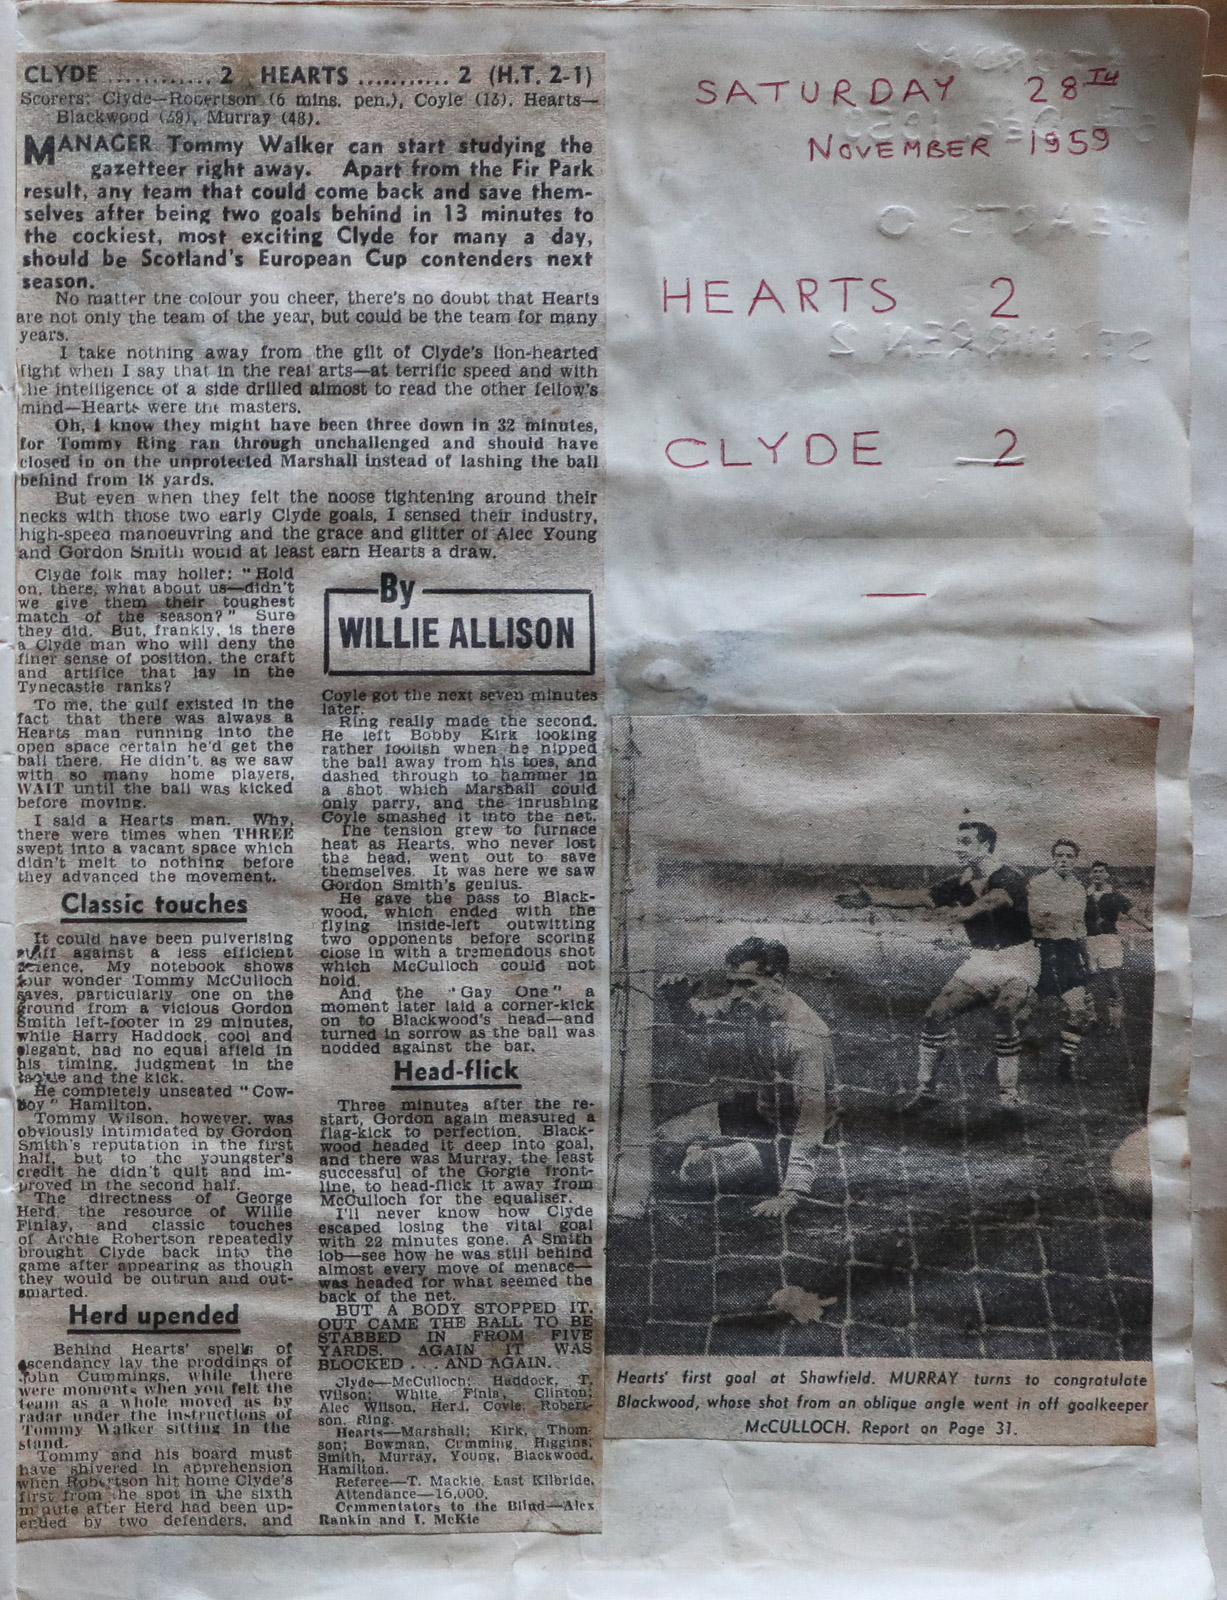 CLYDE ............ 2 HEARTS ........... 2 (H.T. 2-1)
Scorers: Clyde—Robertson (6 mins. pen.), Coyle (13). Hearts—
Blackwood (39), Murray (48).
MANAGER Tommy Walker can start studying the
gazetteer right away. Apart from the Fir Park
result, any team that could come back and save them-
selves after being two goals behind in 13 minutes to
the cockiest, most exciting Clyde for many a day,
should be Scotland's European Cup contenders next
season.
No matter the colour you cheer, there's no doubt that Hearts
are not only the team of the year, but could be the team for many
years.
I take nothing away from the gilt of Clyde's lion-hearted
fight when I say that in the real arts—at terrific speed and with
the intelligence of a side drilled almost to read the other fellow's
mind—Hearts were the masters.
Oh, I know they might have been three down in 32 minutes,
for Tommy Ring ran through unchallenged and should have
closed in on the unprotected Marshall instead of lashing the ball
behind from 18 yards.
But even when they felt the noose tightening around their
necks with those two early Clyde goals, I sensed their industry,
high-speed manoeuvring and the grace and glitter of Alec Young
and Gordon Smith would at least earn Hearts a draw.
Clyde folk may holler: "Hold
on, there, what about us—didn't
we give them their toughest
match of the season?" Sure
they did. But, frankly, is there
a Clyde man who will deny the
finer sense of position, the craft
and artifice that lay in the
Tynecastle ranks?
To me, the gulf existed in the
fact that there was always a
Hearts man running into the
open space certain he'd get the
ball there. He didn't, as we saw
with so many home players,
WAIT until the ball was kicked
before moving.
I said a Hearts man. Why,
there were times when THREE
swept into a vacant space which
didn't melt to nothing before
they advanced the movement.
Classic touches
It could have been pulverising
stuff against a less efficient
science. My notebook shows
four wonder Tommy McCulloch
saves, particularly one on the
ground from a vicious Gordon
Smith left-footer in 29 minutes,
while Harry Haddock, cool and
elegant, had no equal afield in
his timing, judgment in the
tackle and the kick.
He completely unseated "Cow-
boy" Hamilton.
Tommy Wilson, however, was
obviously intimidated by Gordon
Smith's reputation in the first
half, but to the youngster's
credit he didn't quit and im-
proved in the second half.
The directness of George
Herd, the resource of Willie
Finlay, and classic touches
of Archie Robertson repeatedly
brought Clyde back into the
game after appearing as though
they would be outrun and out-
smarted.
Herd upended
Behind Hearts' spells of
ascendancy lay the proddings of
John Cummings, while there
were moments when you felt the
team as a whole moved as by
radar under the instructions of
Tommy Walker sitting in the
stand.
Tommy and his board must
have shivered in apprehension
when Robertson hit home Clyde's
first from the spot in the sixth
minute after Herd had been up-
ended by two defenders, and
By
WILLIE ALLISON
Coyle got the next seven minutes
later.
Ring really made the second.
He left Bobby Kirk looking
rather foolish when he nipped
the ball away from his toes, and
dashed through to hammer in
a shot which Marshall could
only parry, and the inrushing
Coyle smashed it into the net.
The tension grew to furnace
heat as Hearts, who never lost
the head, went out to save
themselves. It was here we saw
Gordon Smith's genius.
He gave the pass to Black-
wood, which ended with the
flying inside-left outwitting
two opponents before scoring
close in with a tremendous shot
which McCulloch could not
hold.
And the "Gay One" a
moment later laid a corner-kick
on to Blackwood's head—and
turned in sorrow as the ball was
nodded against the bar.
Head-flick
Three minutes after the re-
start, Gordon again measured a
flag-kick to perfection. Black-
wood headed it deep into goal,
and there was Murray, the least
successful of the Gorgie front-
line, to head-flick it away from
McCulloch for the equaliser.
I'll never know how Clyde
escaped losing the vital goal
with 22 minutes gone. A Smith
lob—see how he was still behind
almost every move of menace—
was headed for what seemed the
back of the net.
BUT A BODY STOPPED IT.
OUT CAME THE BALL TO BE
STABBED IN FROM FIVE
YARDS. AGAIN IT WAS
BLOCKED . . . AND AGAIN.
Clyde—McCulloch; Haddock, T.
Wilson; White, Finla, Clinton;
Alec Wilson, Herd, Coyle, Robert-
son, Ring.
Hearts—Marshall; Kirk, Thom-
son; Bowman, Cumming, Higgins;
Smith, Murray, Young, Blackwood,
Hamilton.
Referee—T. Mackie, East Kilbride.
Attendance—16,000.
Commentators to the Blind—Alex
Rankin and I. McKie
SATURDAY 28TH
NOVEMBER 1959
HEARTS 2
CLYDE 2
Hearts' first goal at Shawfield. MURRAY turns to congratulate
Blackwood, whose shot from an oblique angle went in off goalkeeper
McCULLOCH. Report on Page 31.